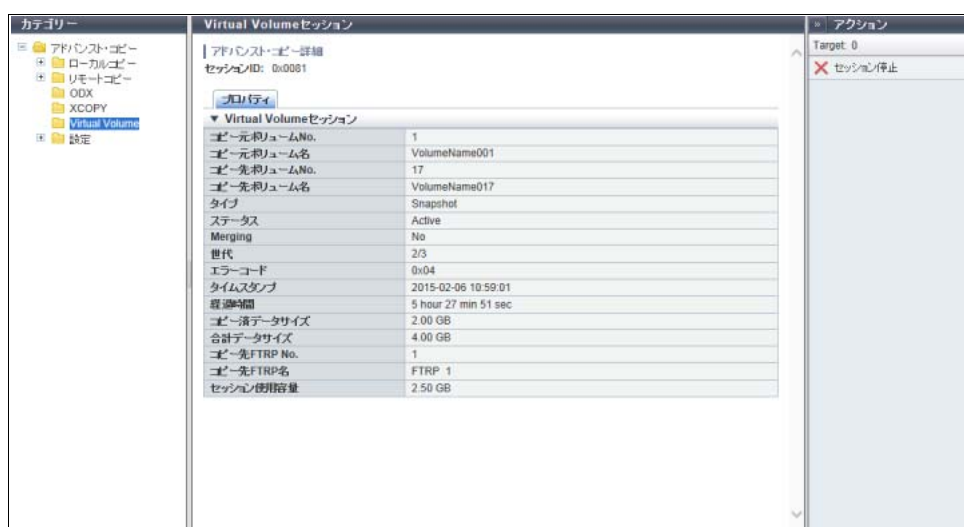 カテゴリー
アドバンスト・コピー
ローカルコピー
リモートコピー
ODX
XCOPY
Virtual Volume
設定
Virtual Volumeセッション
アドバンスト・コピー詳細
セッションID: 0x0081
プロパティ
▼ Virtual Volumeセッション
コピー元ボリュームNo. 1
コピー元ボリューム名 VolumeName001
コピー先ボリュームNo. 17
コピー先ボリューム名 VolumeName017
タイプ Snapshot
ステータス Active
Merging No
世代 2/3
エラーコード 0x04
タイムスタンプ 2015-02-06 10:59:01
経過時間 5 hour 27 min 51 sec
コピー済データサイズ 2.00 GB
合計データサイズ 4.00 GB
コピー先FTRP No. 1
コピー先FTRP名 FTRP_1
セッション使用容量 2.50 GB
» アクション
Target: 0
セッション停止